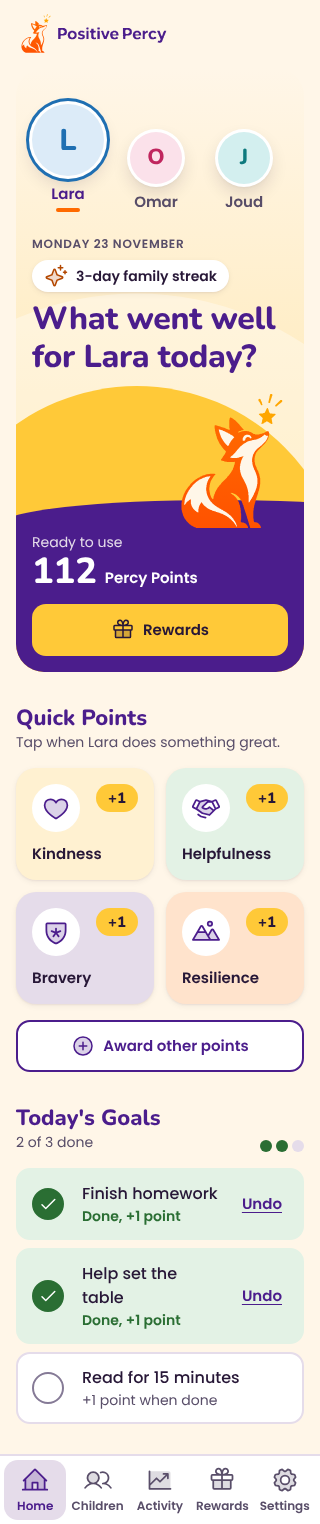 Positive Percy
L
O
J
Lara
Omar
Joud
MONDAY 23 NOVEMBER
3-day family streak
What went well
for Lara today?
Ready to use
112 Percy Points
Rewards
Quick Points
Tap when Lara does something great.
+1
Kindness
+1
Helpfulness
+1
Bravery
+1
Resilience
Award other points
Today's Goals
2 of 3 done
Finish homework
Done, +1 point
Undo
Help set the
table
Done, +1 point
Undo
Read for 15 minutes
+1 point when done
Home
Children
Activity
Rewards
Settings